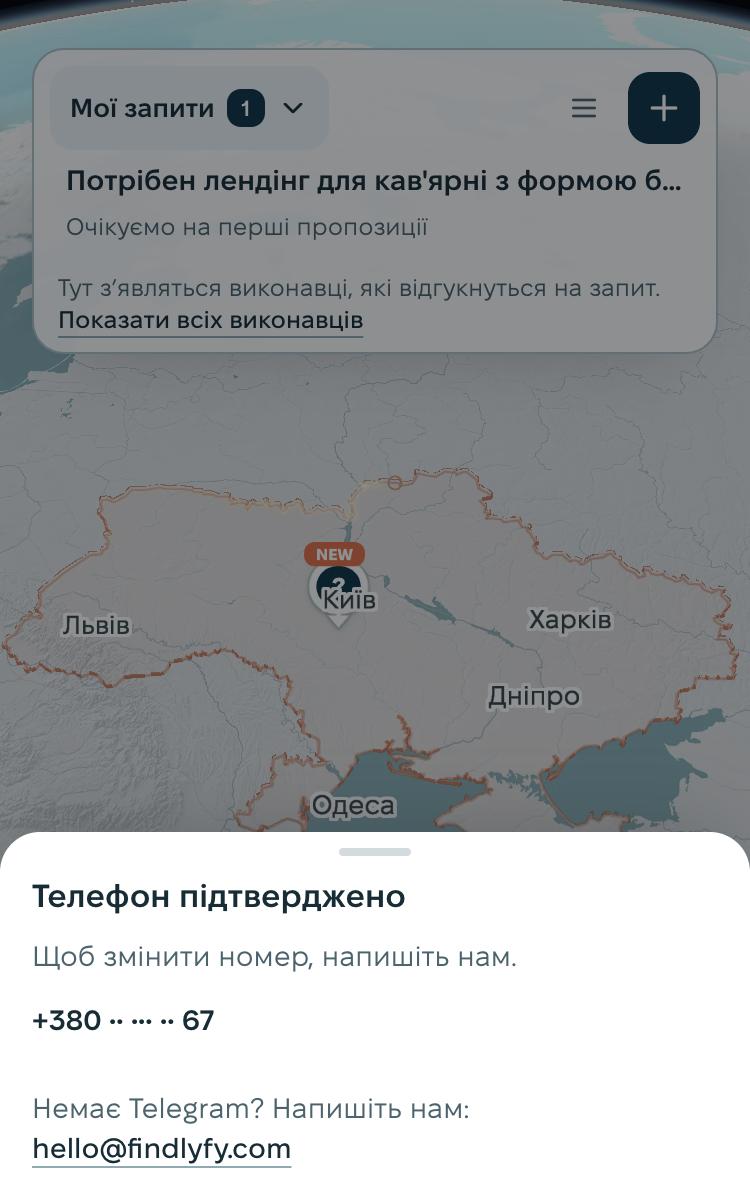 Мої запити 1
Потрібен лендінг для кав'ярні з формою б...
Очікуємо на перші пропозиції
Тут з’являться виконавці, які відгукнуться на запит.
Показати всіх виконавців
NEW
Київ
Львів
Харків
Дніпро
Одеса
Телефон підтверджено
Щоб змінити номер, напишіть нам.
+380 ·· ··· ·· 67
Немає Telegram? Напишіть нам:
hello@findlyfy.com